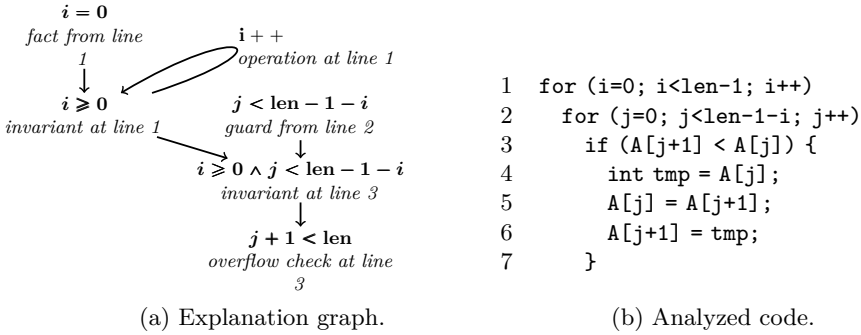 i = 0
fact from line
1
i ++
operation at line 1
i ⩾ 0
invariant at line 1
j < len − 1 − i
guard from line 2
i ⩾ 0 ∧ j < len − 1 − i
invariant at line 3
j + 1 < len
overflow check at line
3
(a) Explanation graph.
1 for (i=0; i<len-1; i++)
2 for (j=0; j<len-1-i; j++)
3 if (A[j+1] < A[j]) {
4 int tmp = A[j];
5 A[j] = A[j+1];
6 A[j+1] = tmp;
7 }
(b) Analyzed code.